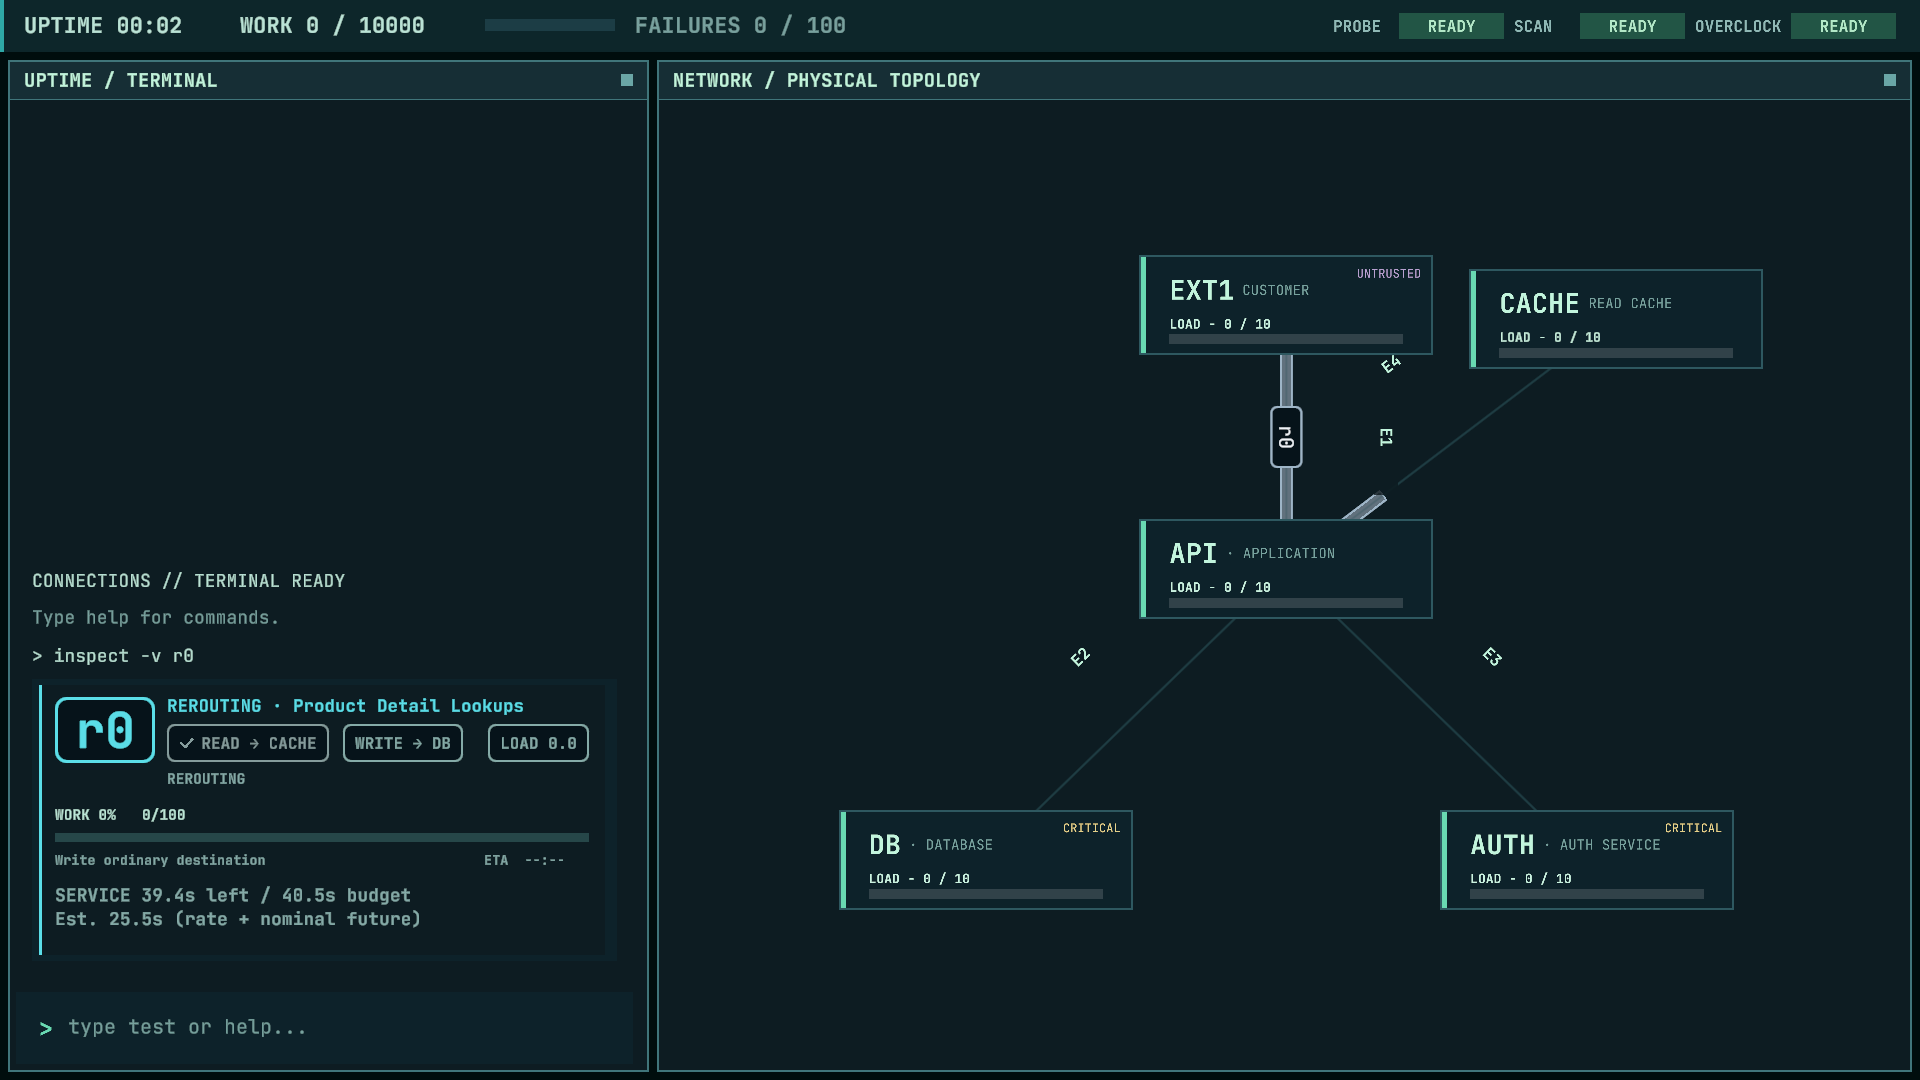 UPTIME 00:02 WORK 0 / 10000 FAILURES 0 / 100 PROBE READY SCAN READY OVERCLOCK READY
UPTIME / TERMINAL
CONNECTIONS // TERMINAL READY
Type help for commands.
> inspect -v r0
r0
REROUTING · Product Detail Lookups
✓ READ → CACHE WRITE → DB LOAD 0.0
REROUTING
WORK 0% 0/100
Write ordinary destination ETA --:--
SERVICE 39.4s left / 40.5s budget
Est. 25.5s (rate + nominal future)
> type test or help...
NETWORK / PHYSICAL TOPOLOGY
UNTRUSTED
EXT1 CUSTOMER
LOAD - 0 / 10
CACHE READ CACHE
LOAD - 0 / 10
E4
r0
E1
API · APPLICATION
LOAD - 0 / 10
E2
E3
CRITICAL
DB · DATABASE
LOAD - 0 / 10
CRITICAL
AUTH · AUTH SERVICE
LOAD - 0 / 10